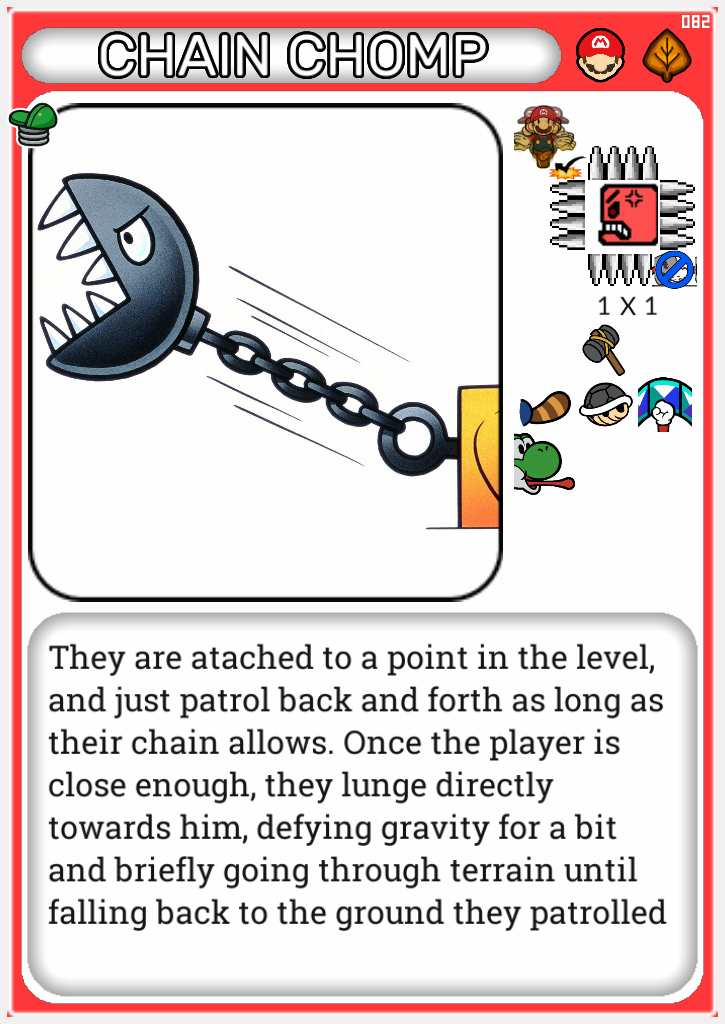 082
CHAIN CHOMP
M
1 X 1
They are atached to a point in the level,
and just patrol back and forth as long as
their chain allows. Once the player is
close enough, they lunge directly
towards him, defying gravity for a bit
and briefly going through terrain until
falling back to the ground they patrolled